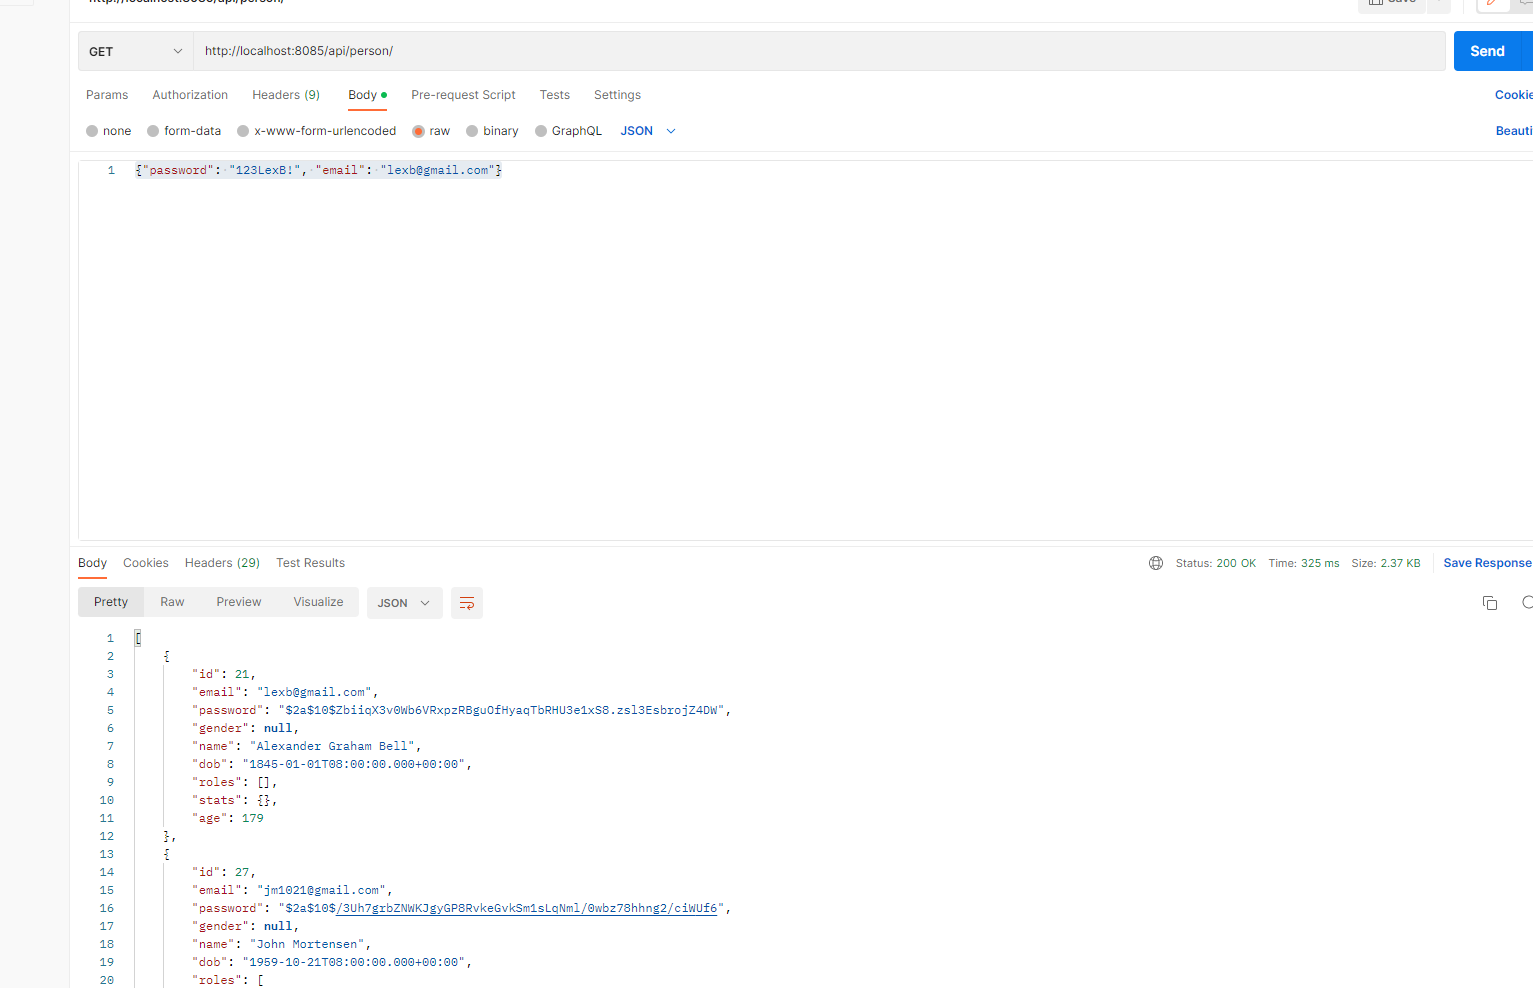 http://localhost:8085/api/person/
Save
GET http://localhost:8085/api/person/ Send
Params Authorization Headers (9) Body Pre-request Script Tests Settings Cookie
none form-data x-www-form-urlencoded raw binary GraphQL JSON Beauti
1 {"password": "123LexB!", "email": "lexb@gmail.com"}
Body Cookies Headers (29) Test Results Status: 200 OK Time: 325 ms Size: 2.37 KB Save Response
Pretty Raw Preview Visualize JSON
1 [
2 {
3 "id": 21,
4 "email": "lexb@gmail.com",
5 "password": "$2a$10$ZbiiqX3v0Wb6VRxpzRBguOfHyaqTbRHU3e1xS8.zsl3EsbrojZ4DW",
6 "gender": null,
7 "name": "Alexander Graham Bell",
8 "dob": "1845-01-01T08:00:00.000+00:00",
9 "roles": [],
10 "stats": {},
11 "age": 179
12 },
13 {
14 "id": 27,
15 "email": "jm1021@gmail.com",
16 "password": "$2a$10$/3Uh7grbZNWKJgyGP8RvkeGvkSm1sLqNml/0wbz78hhng2/ciWUf6",
17 "gender": null,
18 "name": "John Mortensen",
19 "dob": "1959-10-21T08:00:00.000+00:00",
20 "roles": [